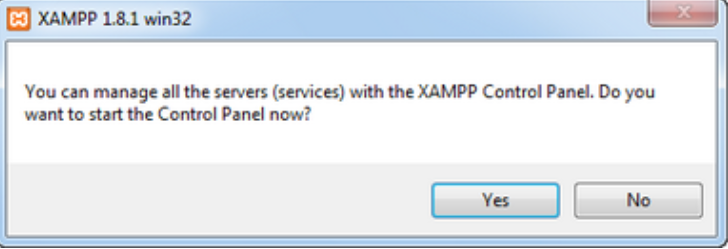 XAMPP 1.8.1 win32
You can manage all the servers (services) with the XAMPP Control Panel. Do you
want to start the Control Panel now?
Yes
No